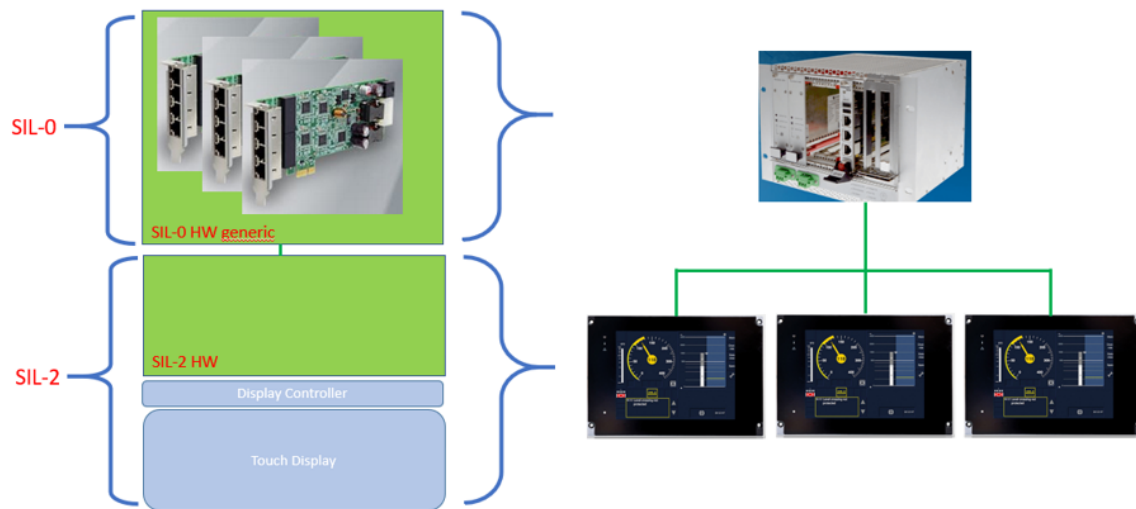 SIL-0
SIL-0 HW generic
SIL-2 HW
SIL-2
Display Controller
Touch Display